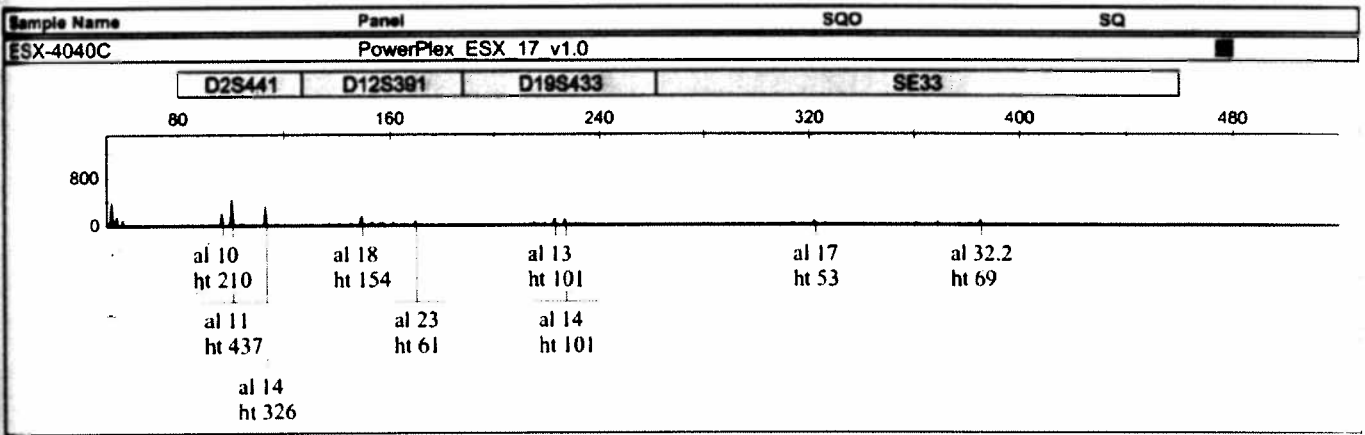 Sample Name Panel SQO SQ
ESX-4040C PowerPlex_ESX_17_v1.0
D2S441 D12S391 D19S433 SE33
80 160 240 320 400 480
800
0
al 10 al 18 al 13 al 17 al 32.2
ht 210 ht 154 ht 101 ht 53 ht 69
al 11 al 23 al 14
ht 437 ht 61 ht 101
al 14
ht 326